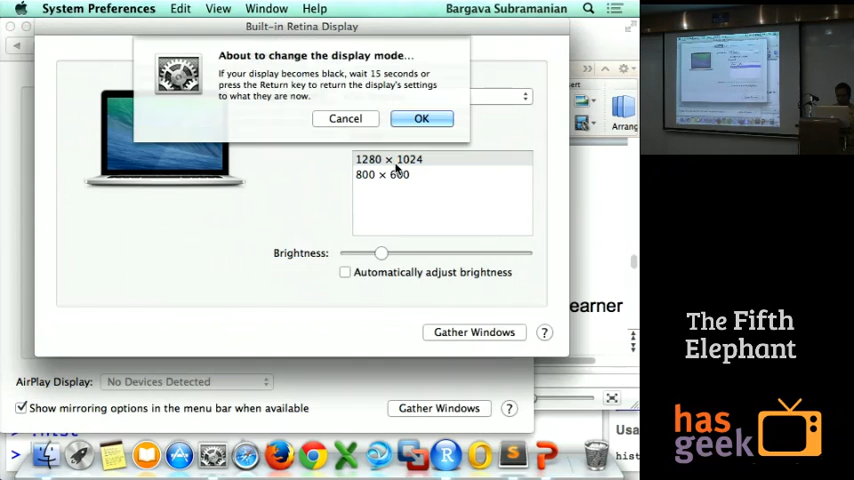 System Preferences Edit View Window Help Bargava Subramanian
Built-in Retina Display
About to change the display mode...
If your display becomes black, wait 15 seconds or
press the Return key to return the display's settings
to what they are now.
Cancel OK
1280 × 1024
800 × 600
Brightness:
Automatically adjust brightness
Gather Windows ?
AirPlay Display: No Devices Detected
Show mirroring options in the menu bar when available
Gather Windows ?
Arrang
earner
Usa
hist
The Fifth
Elephant
has
geek